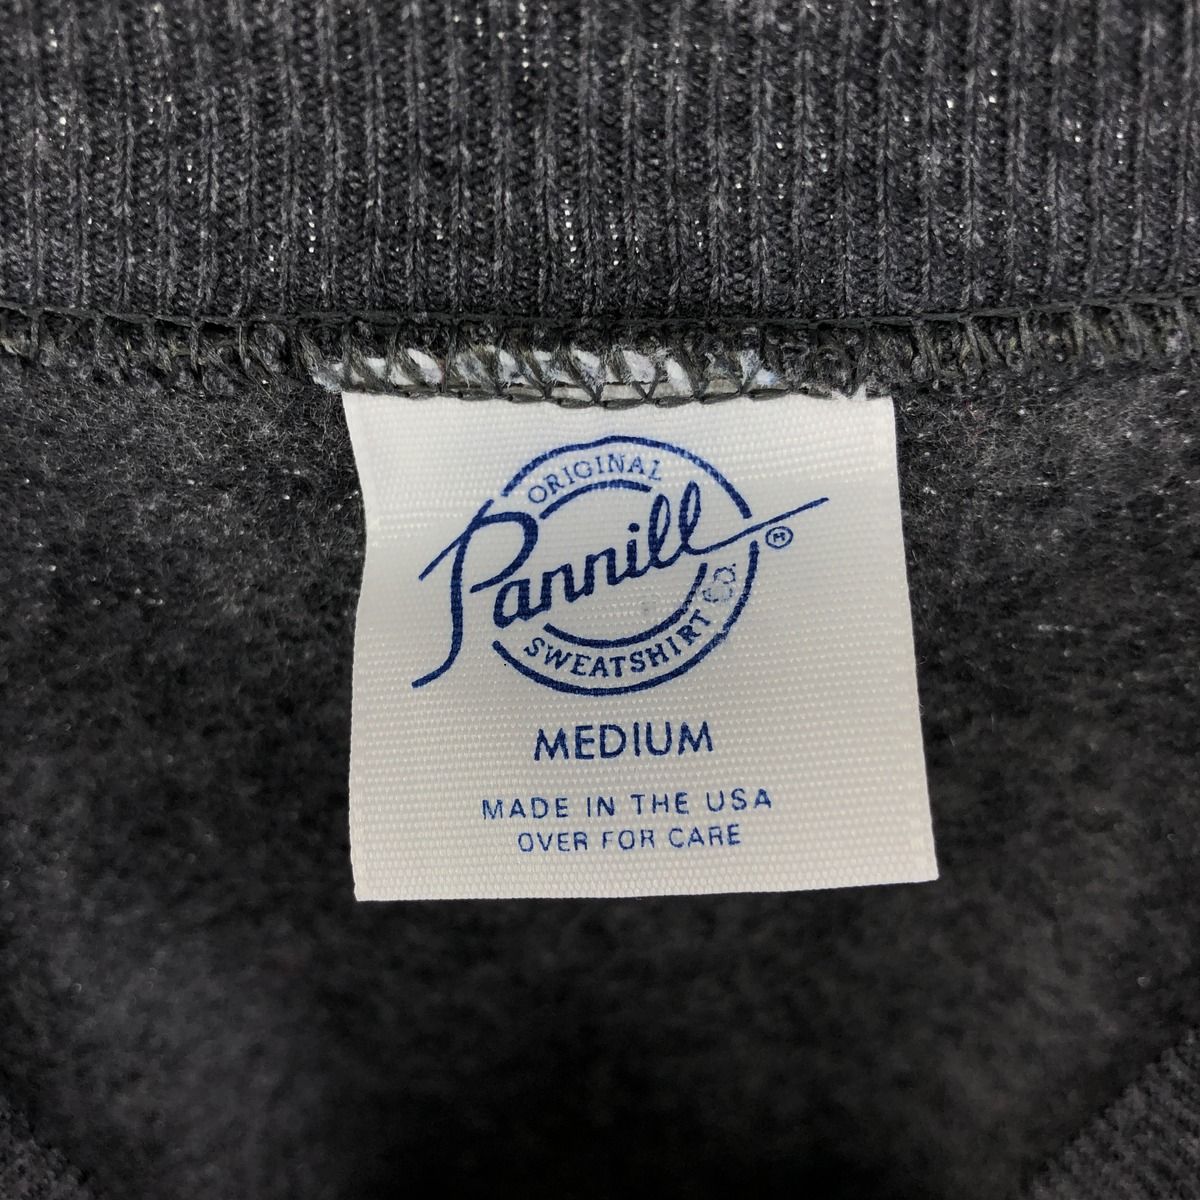 ORIGINAL
Pannill ®
SWEATSHIRT CO.
MEDIUM
MADE IN THE USA
OVER FOR CARE